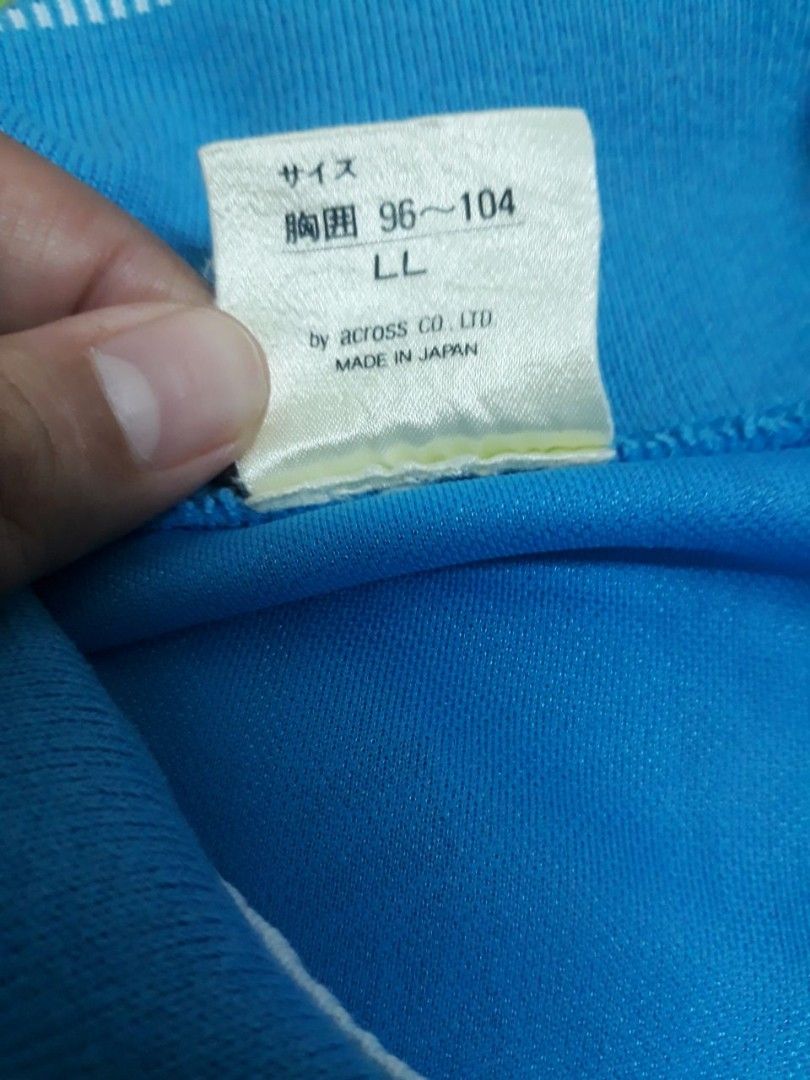 サイズ
胸囲 96〜104
LL
by across CO.LTD
MADE IN JAPAN